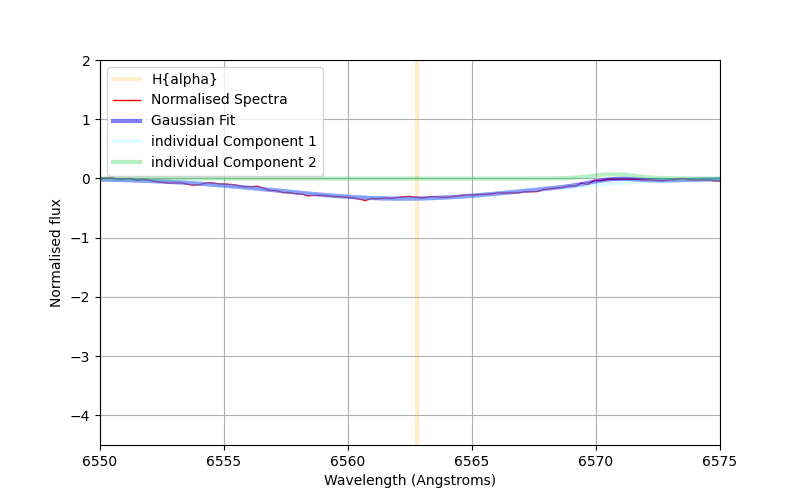 2
1
0
−1
−2
−3
−4
Normalised flux
H{alpha}
Normalised Spectra
Gaussian Fit
individual Component 1
individual Component 2
6550 6555 6560 6565 6570 6575
Wavelength (Angstroms)